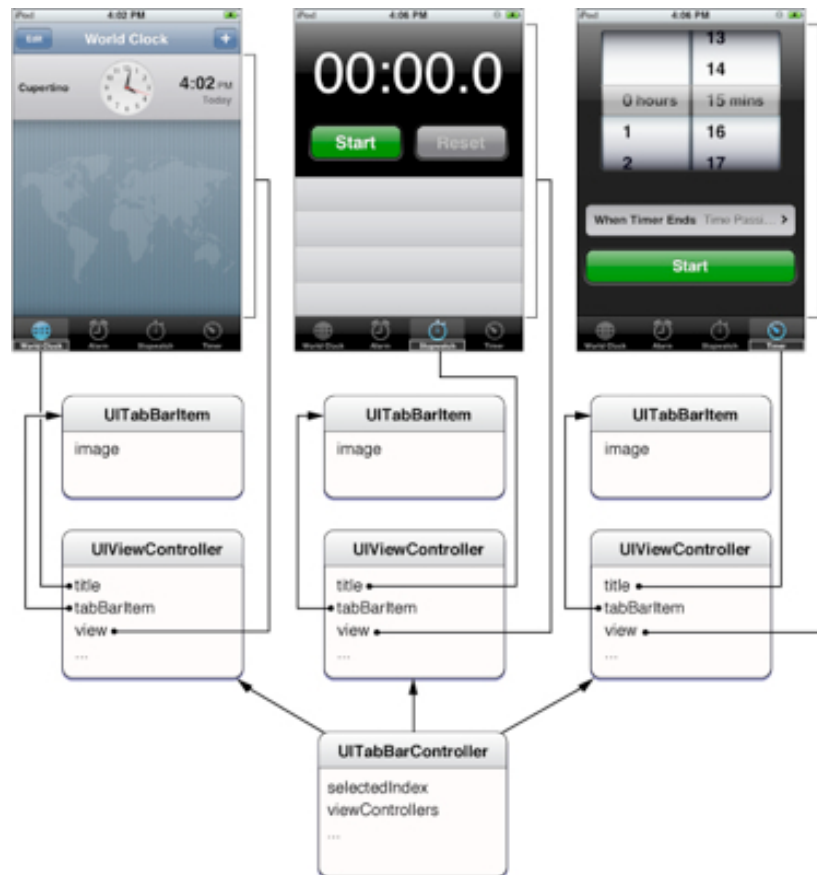 iPod 4:02 PM
Edit World Clock +
Cupertino 4:02 PM
Today
World Clock Alarm Stopwatch Timer
iPod 4:06 PM
00:00.0
Start Reset
World Clock Alarm Stopwatch Timer
iPod 4:06 PM
13
14
0 hours 15 mins
1 16
2 17
When Timer Ends Time Passi... >
Start
World Clock Alarm Stopwatch Timer
UITabBarItem
image
UITabBarItem
image
UITabBarItem
image
UIViewController
title
tabBarItem
view
...
UIViewController
title
tabBarItem
view
...
UIViewController
title
tabBarItem
view
...
UITabBarController
selectedIndex
viewControllers
...